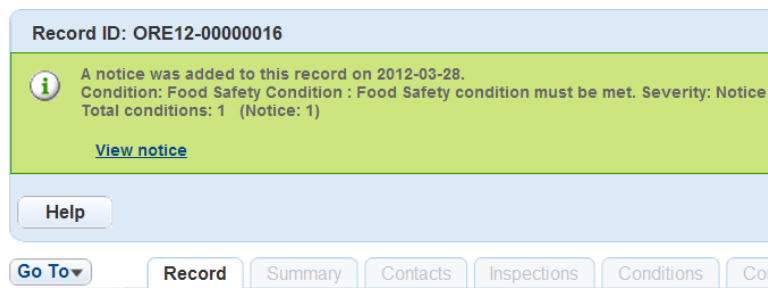 Record ID: ORE12-00000016
A notice was added to this record on 2012-03-28.
Condition: Food Safety Condition : Food Safety condition must be met. Severity: Notice
Total conditions: 1 (Notice: 1)
View notice
Help
Go To Record Summary Contacts Inspections Conditions